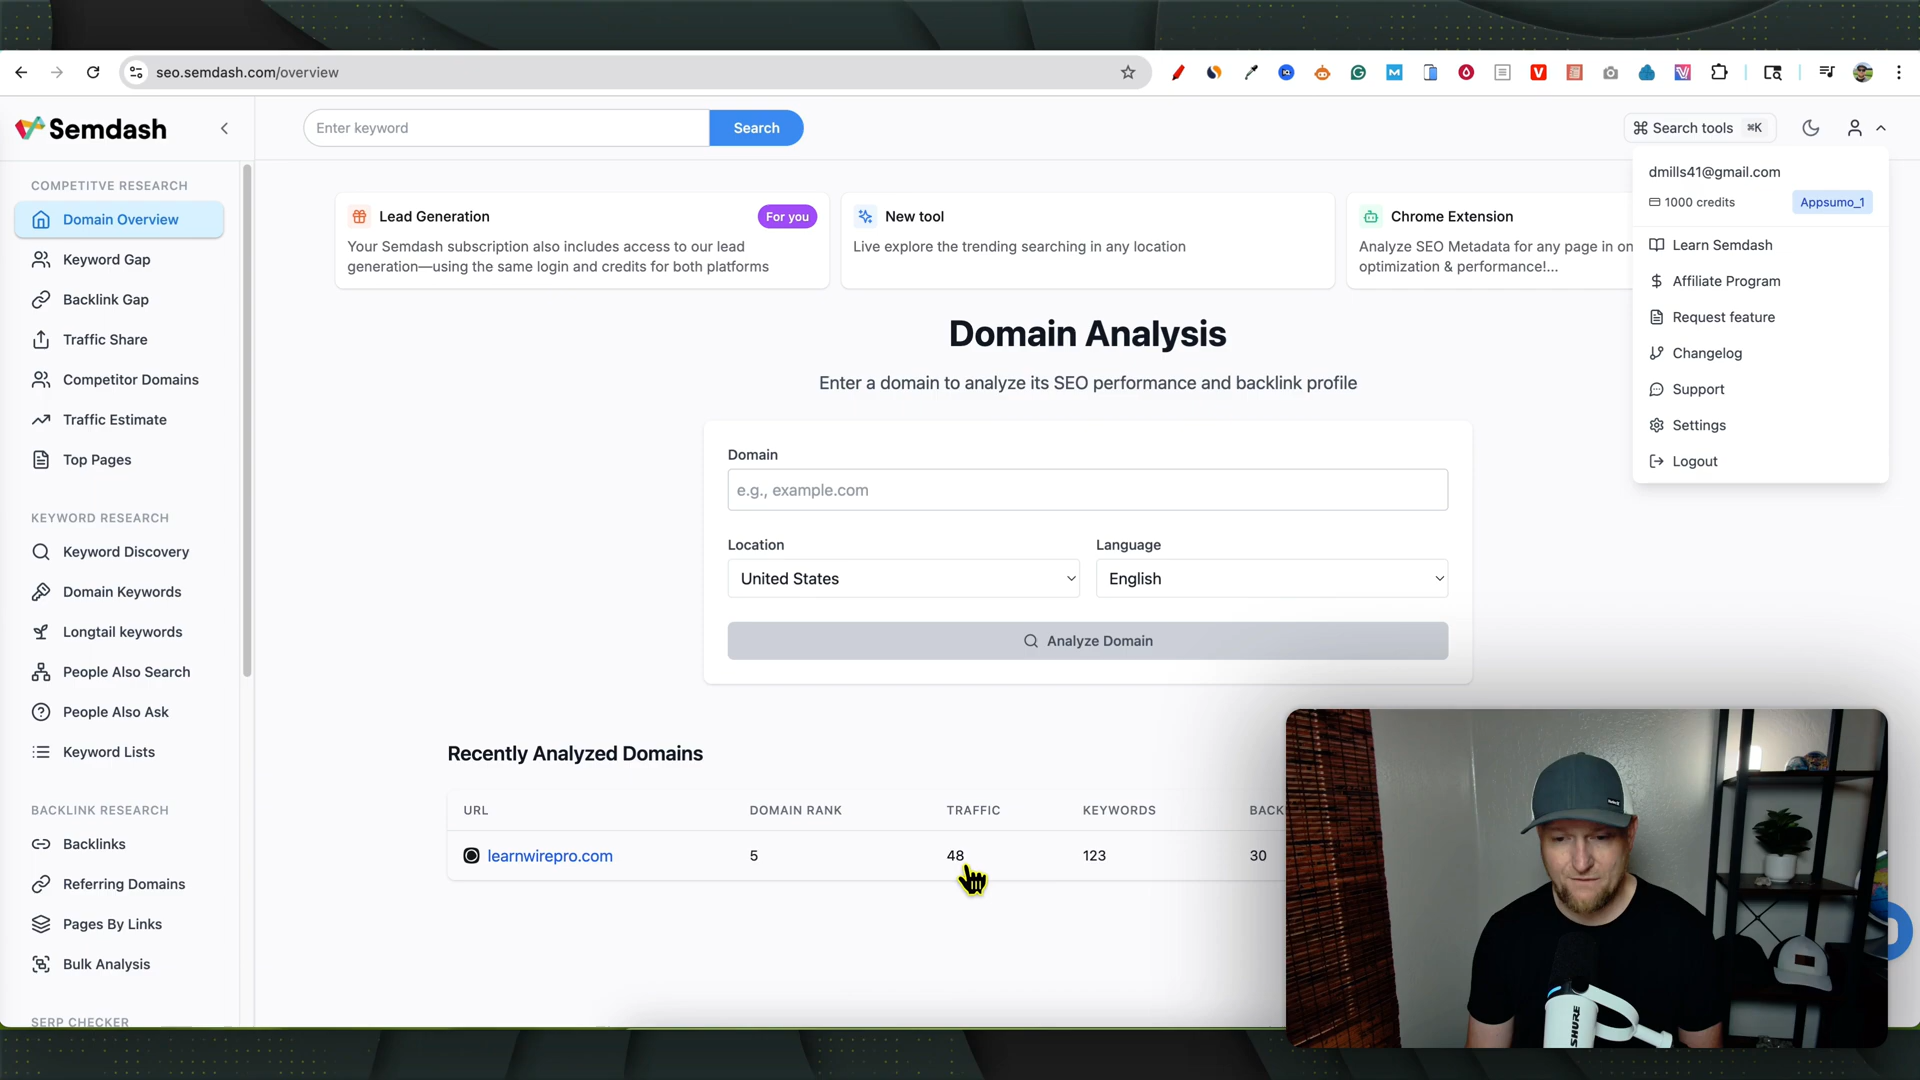 seo.semdash.com/overview
Semdash
Enter keyword
Search
Search tools ⌘K
dmills41@gmail.com
1000 credits
Appsumo_1
Learn Semdash
Affiliate Program
Request feature
Changelog
Support
Settings
Logout
COMPETITVE RESEARCH
Domain Overview
Keyword Gap
Backlink Gap
Traffic Share
Competitor Domains
Traffic Estimate
Top Pages
KEYWORD RESEARCH
Keyword Discovery
Domain Keywords
Longtail keywords
People Also Search
People Also Ask
Keyword Lists
BACKLINK RESEARCH
Backlinks
Referring Domains
Pages By Links
Bulk Analysis
SERP CHECKER
Lead Generation
For you
Your Semdash subscription also includes access to our lead
generation—using the same login and credits for both platforms
New tool
Live explore the trending searching in any location
Chrome Extension
Analyze SEO Metadata for any page in on
optimization & performance!...
Domain Analysis
Enter a domain to analyze its SEO performance and backlink profile
Domain
e.g., example.com
Location
Language
United States
English
Analyze Domain
Recently Analyzed Domains
URL DOMAIN RANK TRAFFIC KEYWORDS BACK
learnwirepro.com 5 48 123 30
SHURE